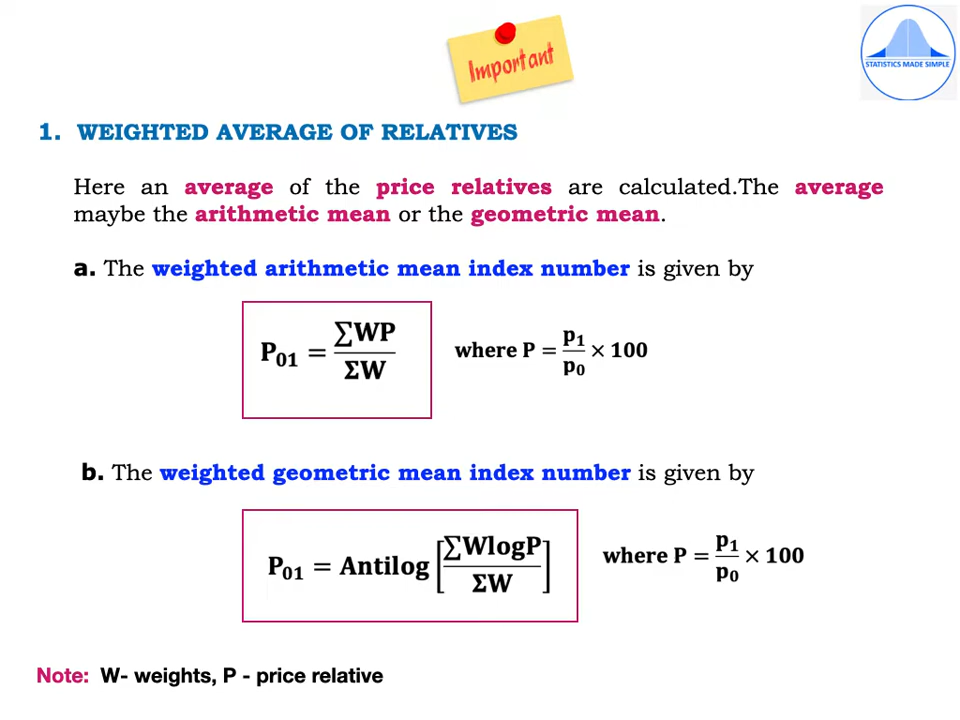 Important
STATISTICS MADE SIMPLE
1. WEIGHTED AVERAGE OF RELATIVES
Here an average of the price relatives are calculated.The average
maybe the arithmetic mean or the geometric mean.
a. The weighted arithmetic mean index number is given by
P₀₁ = ∑WP / ΣW where P = p₁/p₀ × 100
b. The weighted geometric mean index number is given by
P₀₁ = Antilog [∑WlogP / ΣW] where P = p₁/p₀ × 100
Note: W- weights, P - price relative